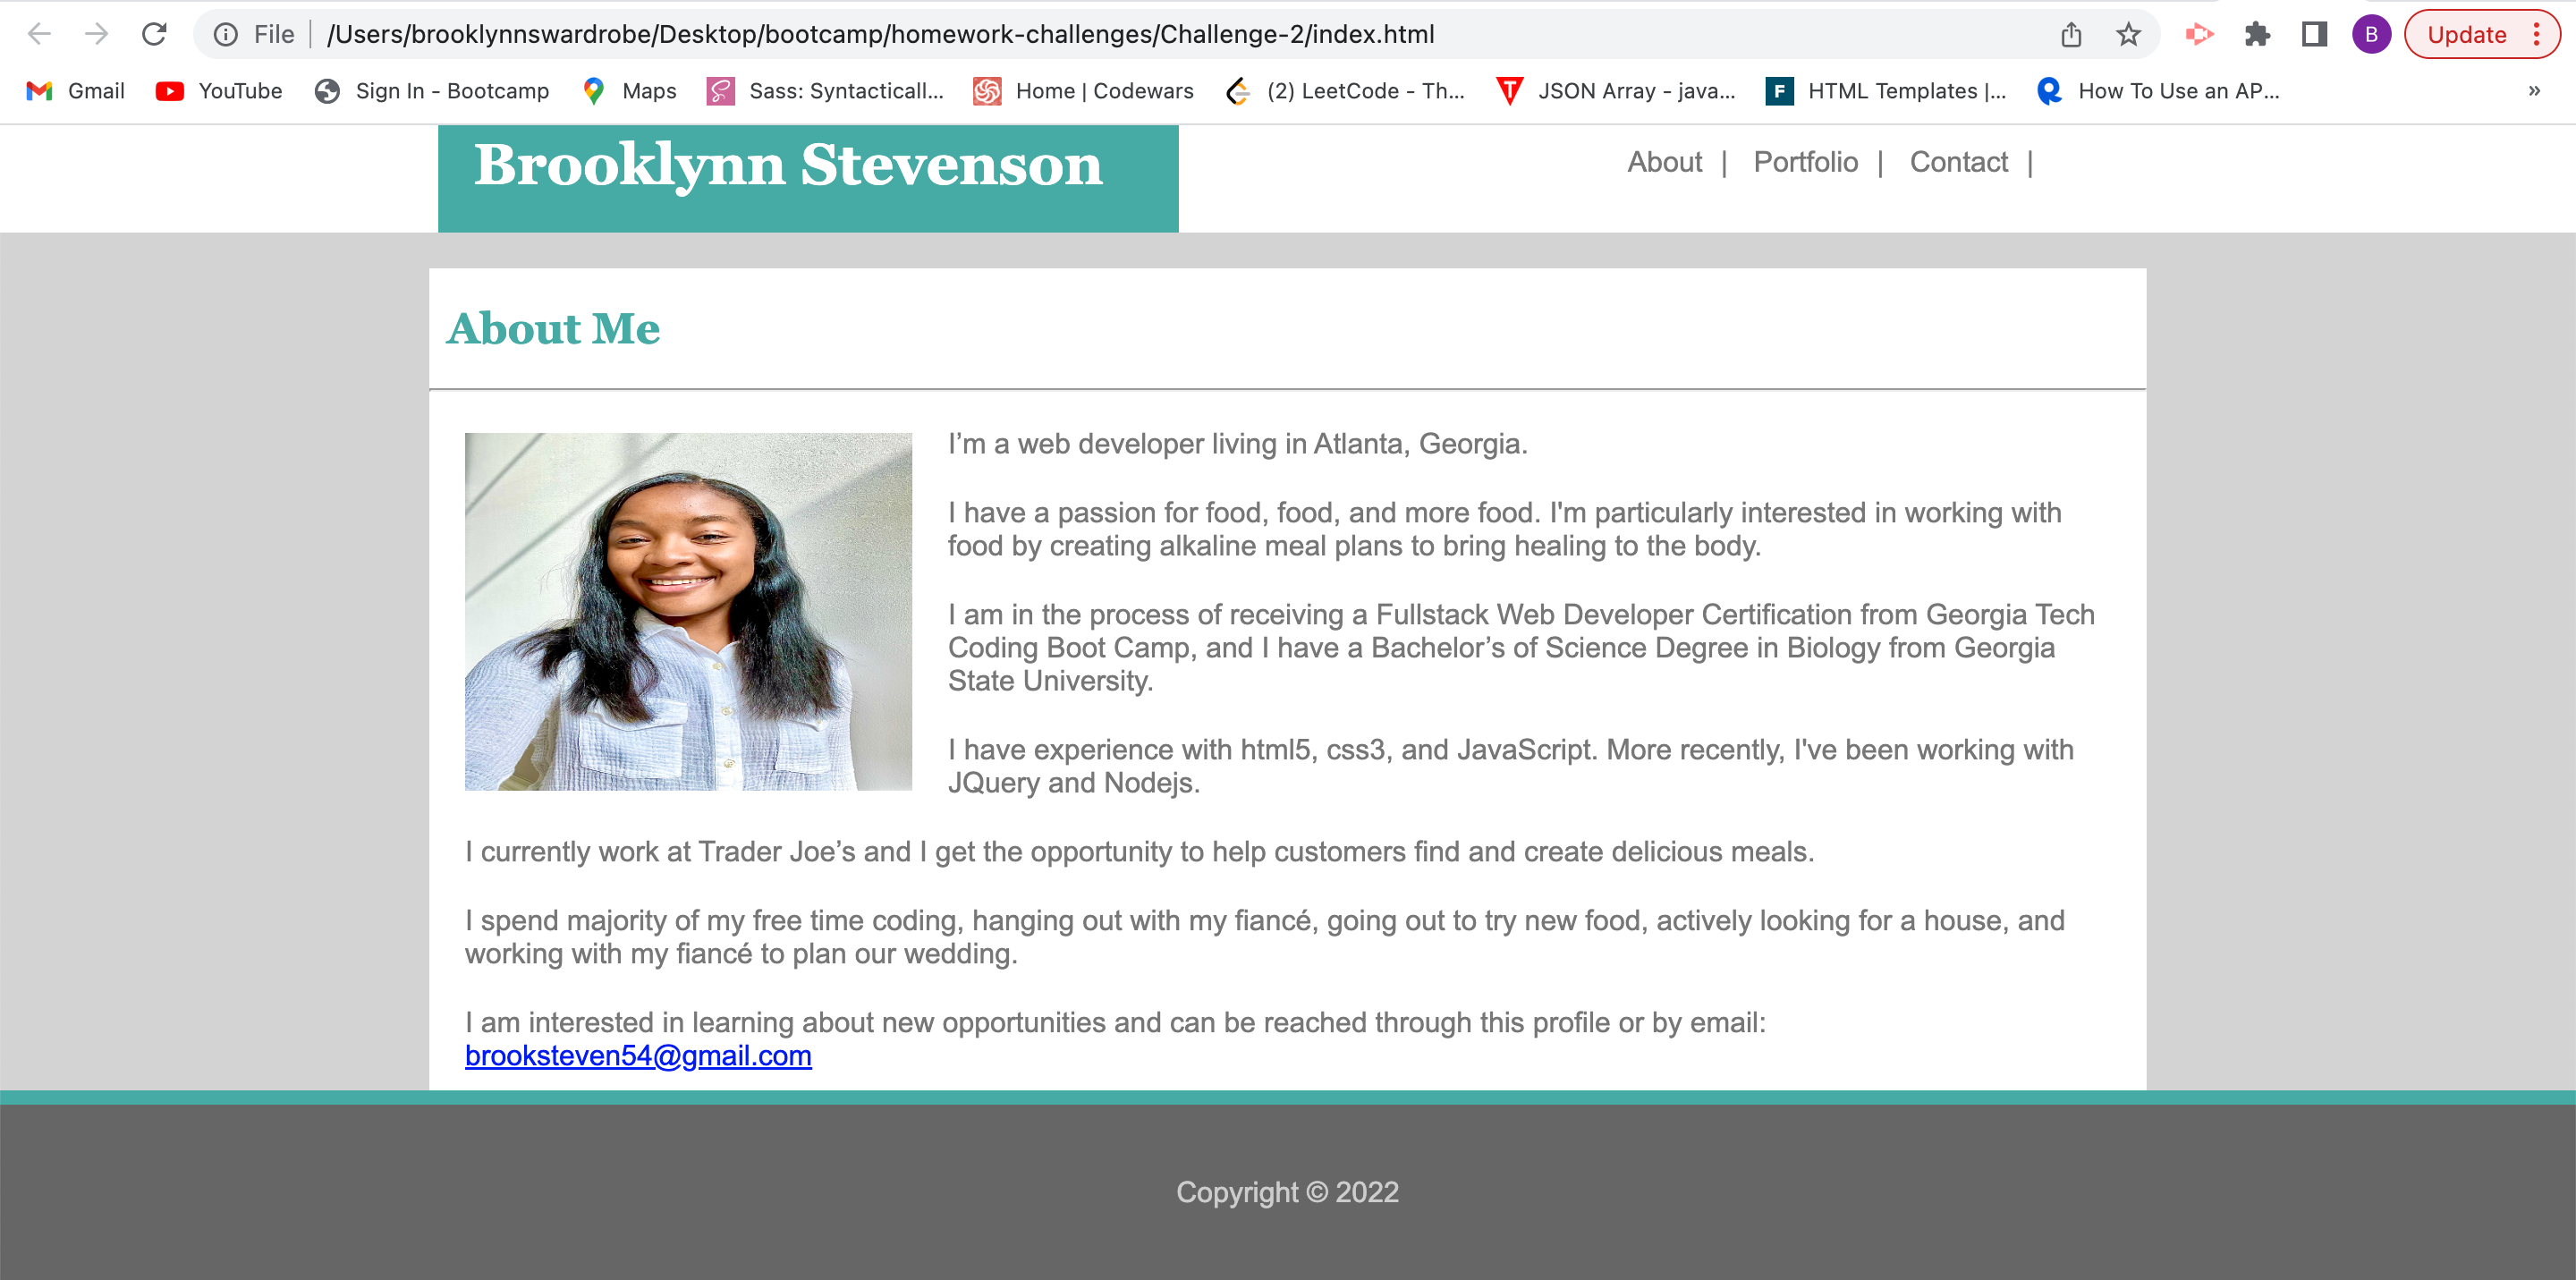 File | /Users/brooklynnswardrobe/Desktop/bootcamp/homework-challenges/Challenge-2/index.html
B
Update
Gmail YouTube Sign In - Bootcamp Maps Sass: Syntacticall... Home | Codewars (2) LeetCode - Th... JSON Array - java... HTML Templates |... How To Use an AP... »
Brooklynn Stevenson
About | Portfolio | Contact |
About Me
I’m a web developer living in Atlanta, Georgia.
I have a passion for food, food, and more food. I'm particularly interested in working with
food by creating alkaline meal plans to bring healing to the body.
I am in the process of receiving a Fullstack Web Developer Certification from Georgia Tech
Coding Boot Camp, and I have a Bachelor’s of Science Degree in Biology from Georgia
State University.
I have experience with html5, css3, and JavaScript. More recently, I've been working with
JQuery and Nodejs.
I currently work at Trader Joe’s and I get the opportunity to help customers find and create delicious meals.
I spend majority of my free time coding, hanging out with my fiancé, going out to try new food, actively looking for a house, and
working with my fiancé to plan our wedding.
I am interested in learning about new opportunities and can be reached through this profile or by email:
brooksteven54@gmail.com
Copyright © 2022